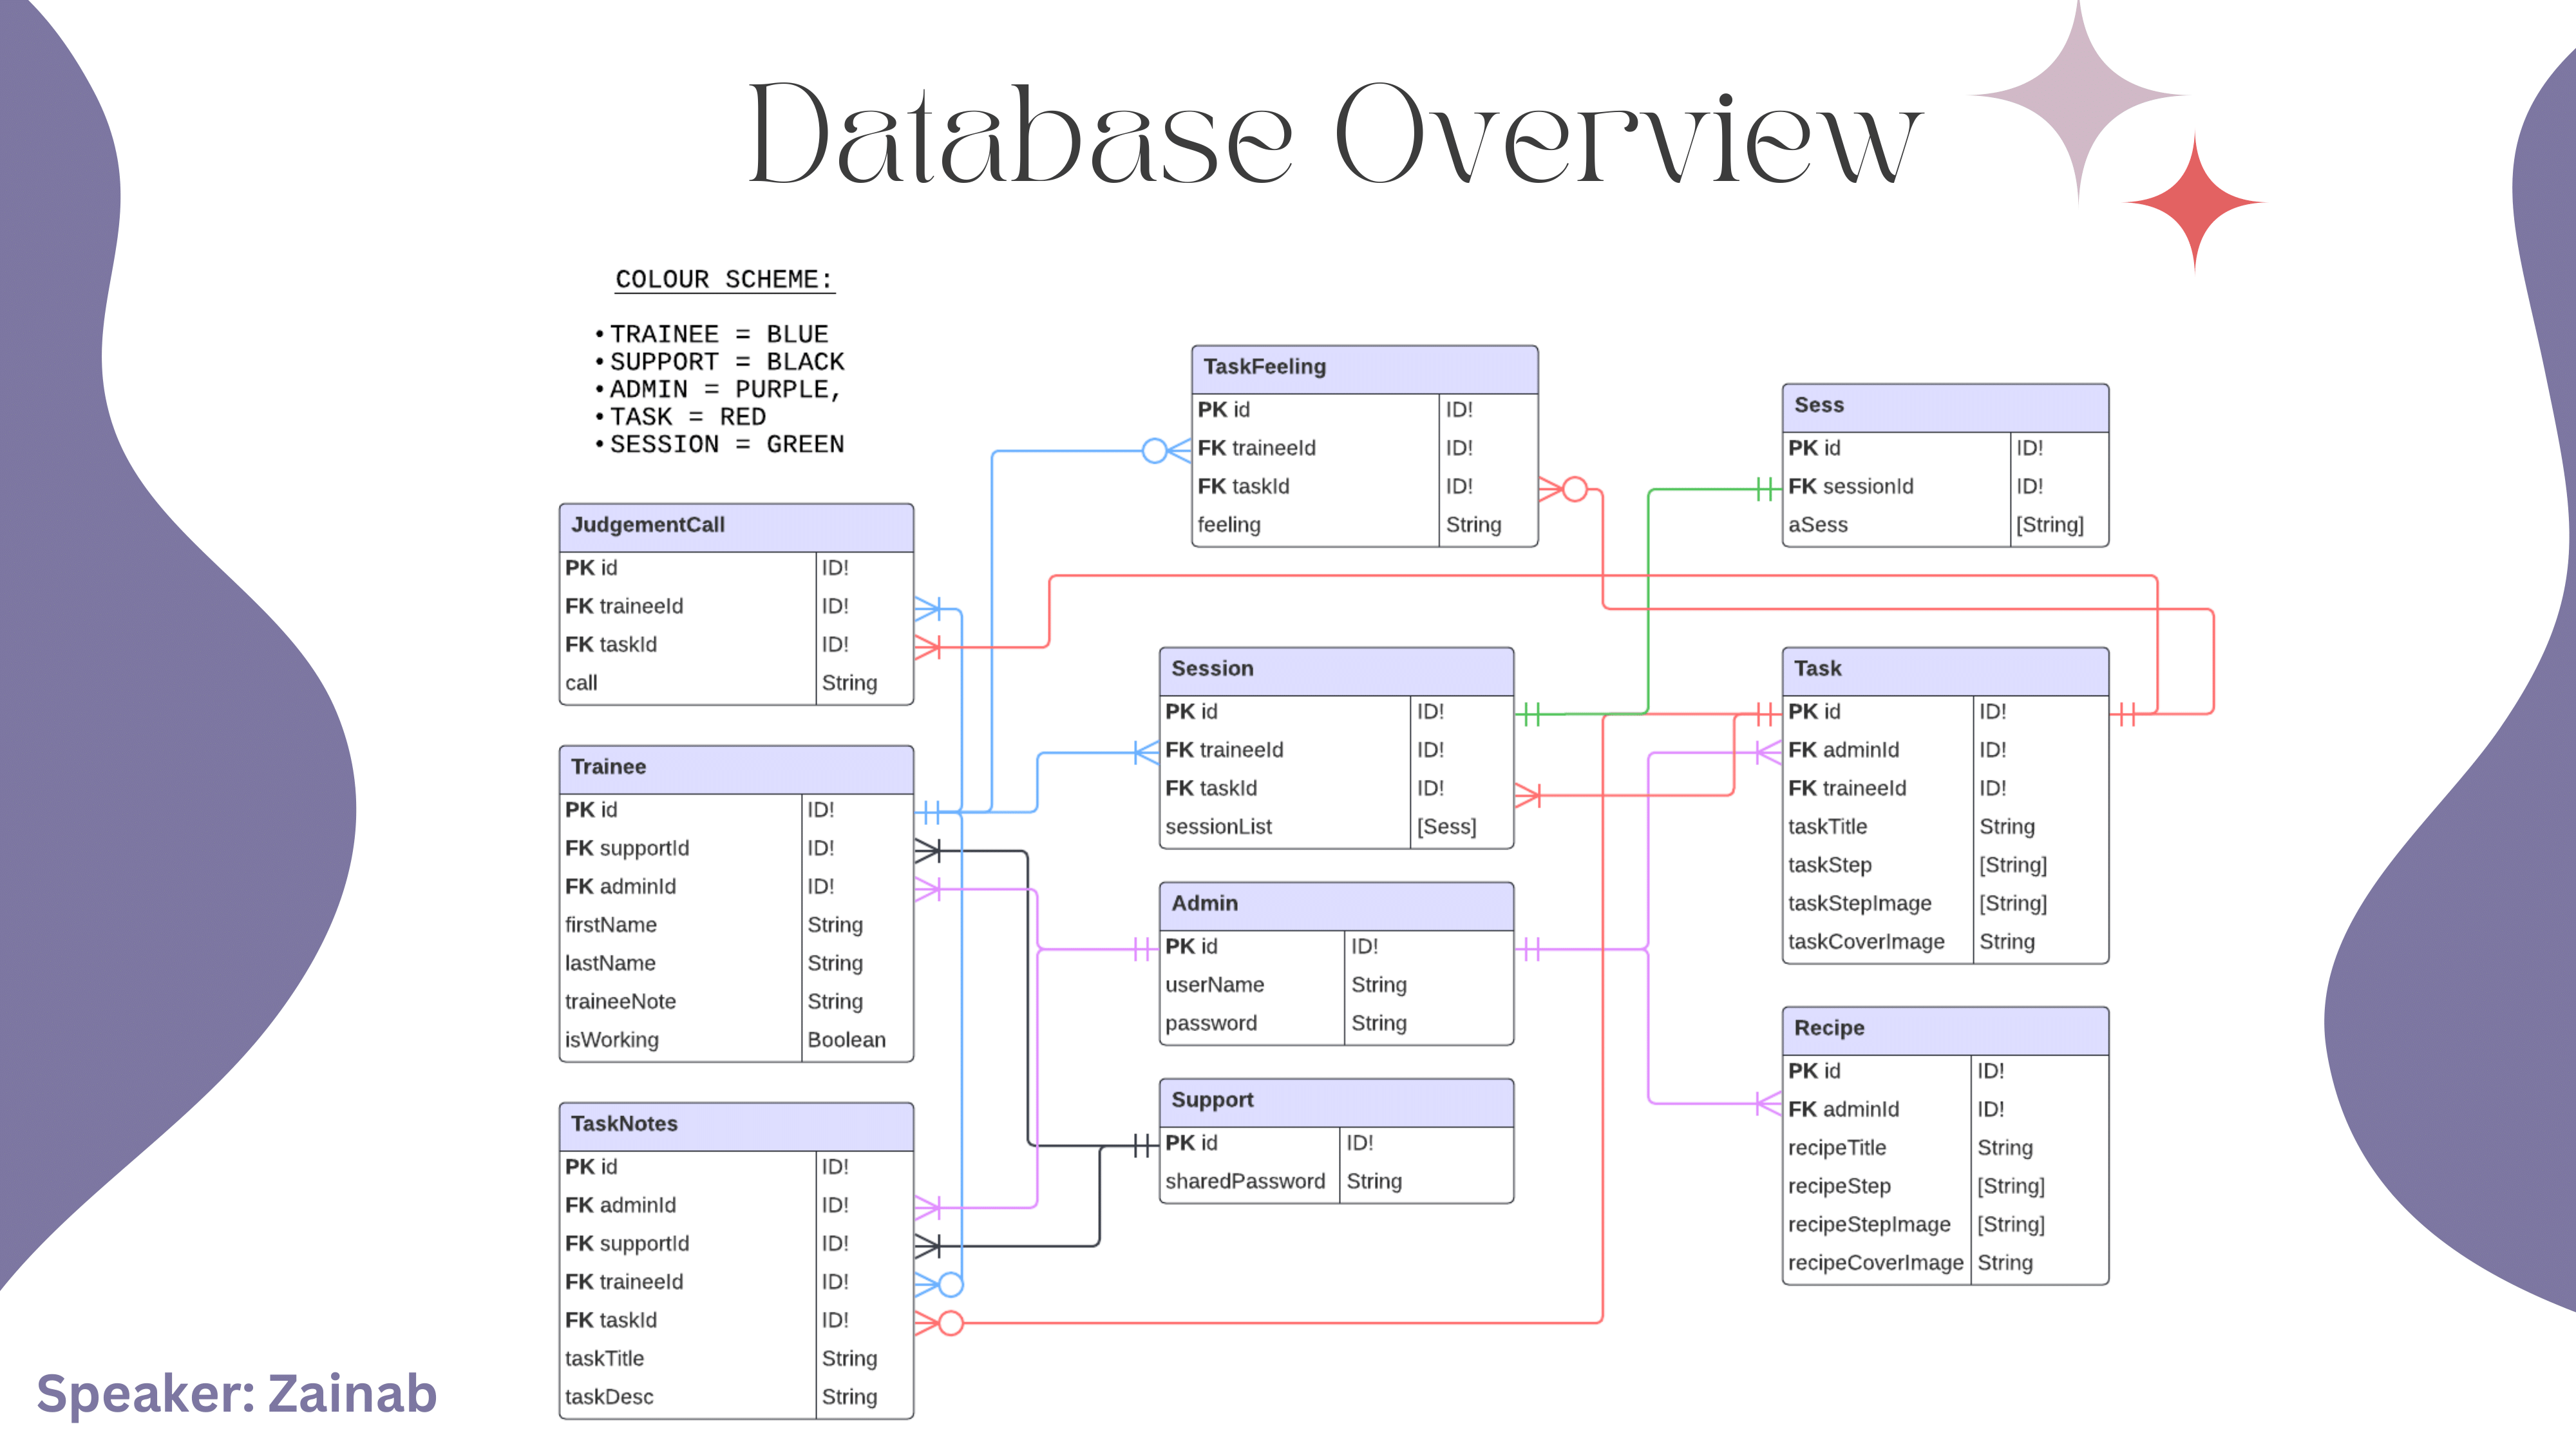 Database Overview
COLOUR SCHEME:
•TRAINEE = BLUE
•SUPPORT = BLACK
•ADMIN = PURPLE,
•TASK = RED
•SESSION = GREEN
JudgementCall
PK id ID!
FK traineeId ID!
FK taskId ID!
call String
Trainee
PK id ID!
FK supportId ID!
FK adminId ID!
firstName String
lastName String
traineeNote String
isWorking Boolean
TaskNotes
PK id ID!
FK adminId ID!
FK supportId ID!
FK traineeId ID!
FK taskId ID!
taskTitle String
taskDesc String
TaskFeeling
PK id ID!
FK traineeId ID!
FK taskId ID!
feeling String
Session
PK id ID!
FK traineeId ID!
FK taskId ID!
sessionList [Sess]
Admin
PK id ID!
userName String
password String
Support
PK id ID!
sharedPassword String
Sess
PK id ID!
FK sessionId ID!
aSess [String]
Task
PK id ID!
FK adminId ID!
FK traineeId ID!
taskTitle String
taskStep [String]
taskStepImage [String]
taskCoverImage String
Recipe
PK id ID!
FK adminId ID!
recipeTitle String
recipeStep [String]
recipeStepImage [String]
recipeCoverImage String
Speaker: Zainab